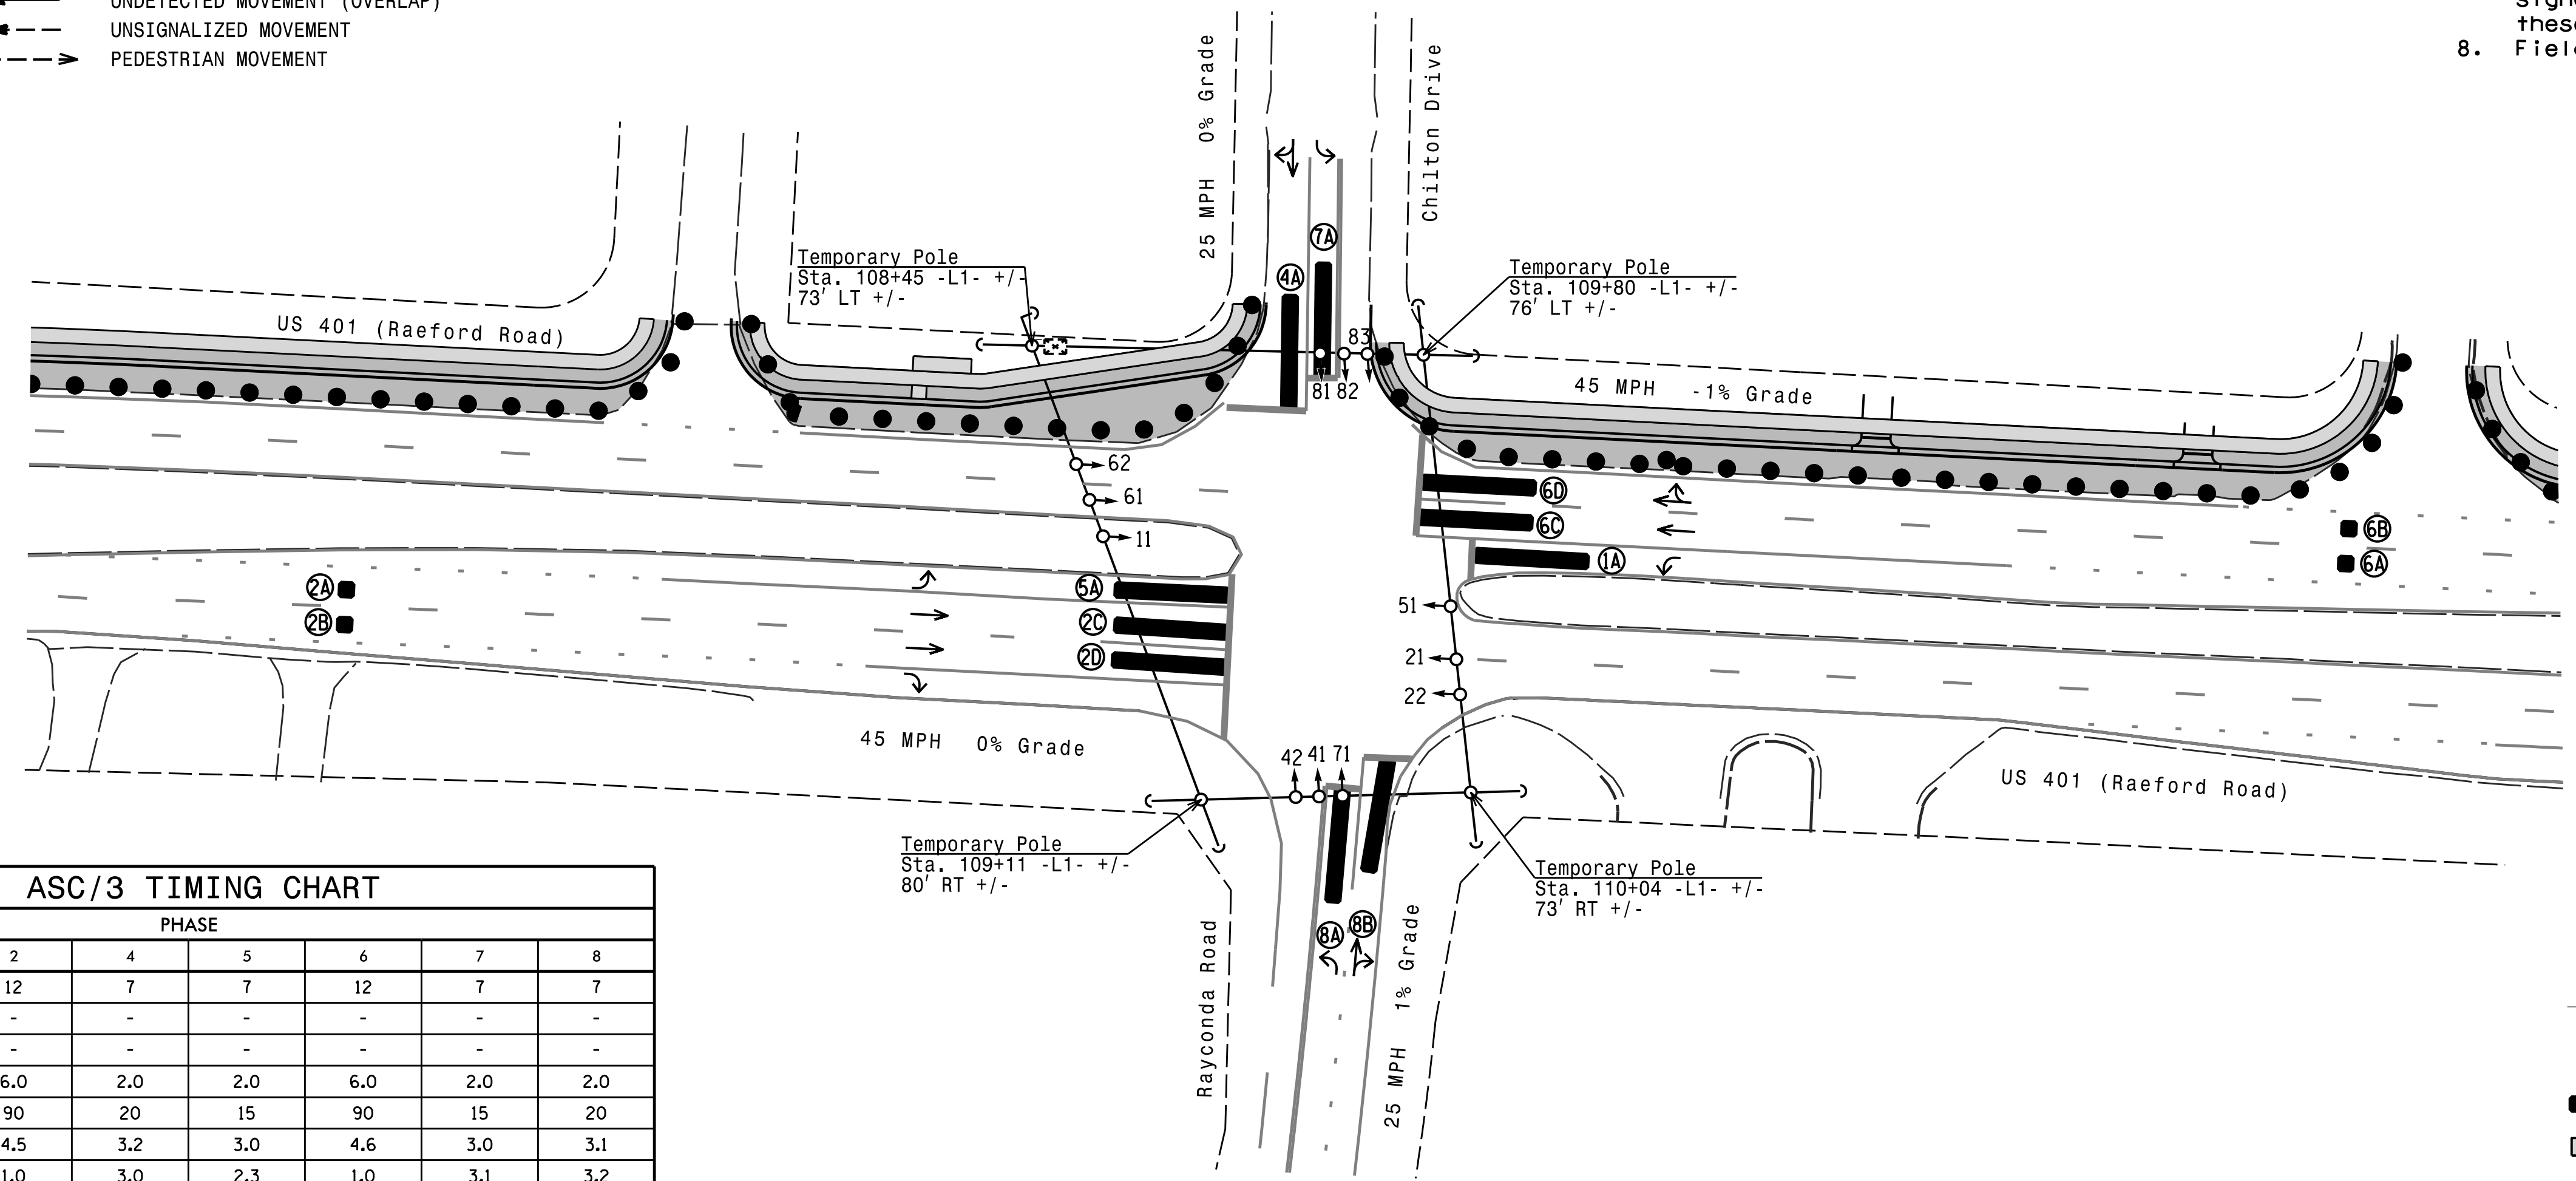 UNDETECTED MOVEMENT (OVERLAP)
UNSIGNALIZED MOVEMENT
PEDESTRIAN MOVEMENT
these
8. Fiel
25 MPH 0% Grade
Chilton Drive
7A
4A
Temporary Pole
Sta. 108+45 -L1- +/-
73' LT +/-
Temporary Pole
Sta. 109+80 -L1- +/-
76' LT +/-
US 401 (Raeford Road)
83
81 82
45 MPH -1% Grade
62
61
11
6D
6C
1A
6B
6A
2A
2B
5A
2C
2D
51
21
22
45 MPH 0% Grade
42 41 71
US 401 (Raeford Road)
Temporary Pole
Sta. 109+11 -L1- +/-
80' RT +/-
Temporary Pole
Sta. 110+04 -L1- +/-
73' RT +/-
8A
8B
Rayconda Road
25 MPH 1% Grade
ASC/3 TIMING CHART
PHASE
2 4 5 6 7 8
12 7 7 12 7 7
- - - - - -
- - - - - -
6.0 2.0 2.0 6.0 2.0 2.0
90 20 15 90 15 20
4.5 3.2 3.0 4.6 3.0 3.1
1.0 3.0 2.3 1.0 3.1 3.2